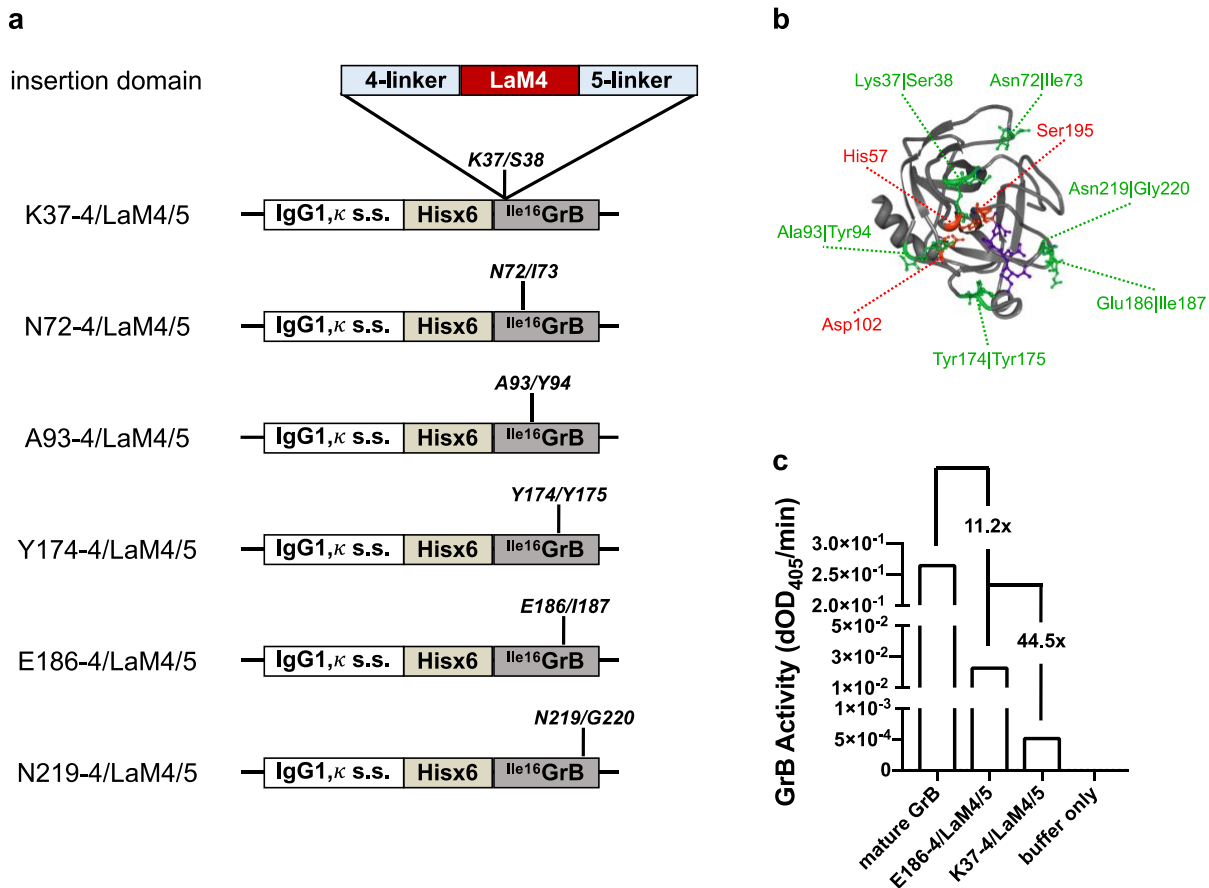 a
insertion domain
4-linker LaM4 5-linker
K37/S38
K37-4/LaM4/5 IgG1,κ s.s. Hisx6 Ile16GrB
N72/I73
N72-4/LaM4/5 IgG1,κ s.s. Hisx6 Ile16GrB
A93/Y94
A93-4/LaM4/5 IgG1,κ s.s. Hisx6 Ile16GrB
Y174/Y175
Y174-4/LaM4/5 IgG1,κ s.s. Hisx6 Ile16GrB
E186/I187
E186-4/LaM4/5 IgG1,κ s.s. Hisx6 Ile16GrB
N219/G220
N219-4/LaM4/5 IgG1,κ s.s. Hisx6 Ile16GrB
b
Lys37|Ser38 Asn72|Ile73
Ser195
His57
Asn219|Gly220
Ala93|Tyr94
Glu186|Ile187
Asp102
Tyr174|Tyr175
c
GrB Activity (dOD405/min)
11.2x
44.5x
3.0×10-1
2.5×10-1
2.0×10-1
5×10-2
3×10-2
1×10-2
1×10-3
5×10-4
0
mature GrB
E186-4/LaM4/5
K37-4/LaM4/5
buffer only